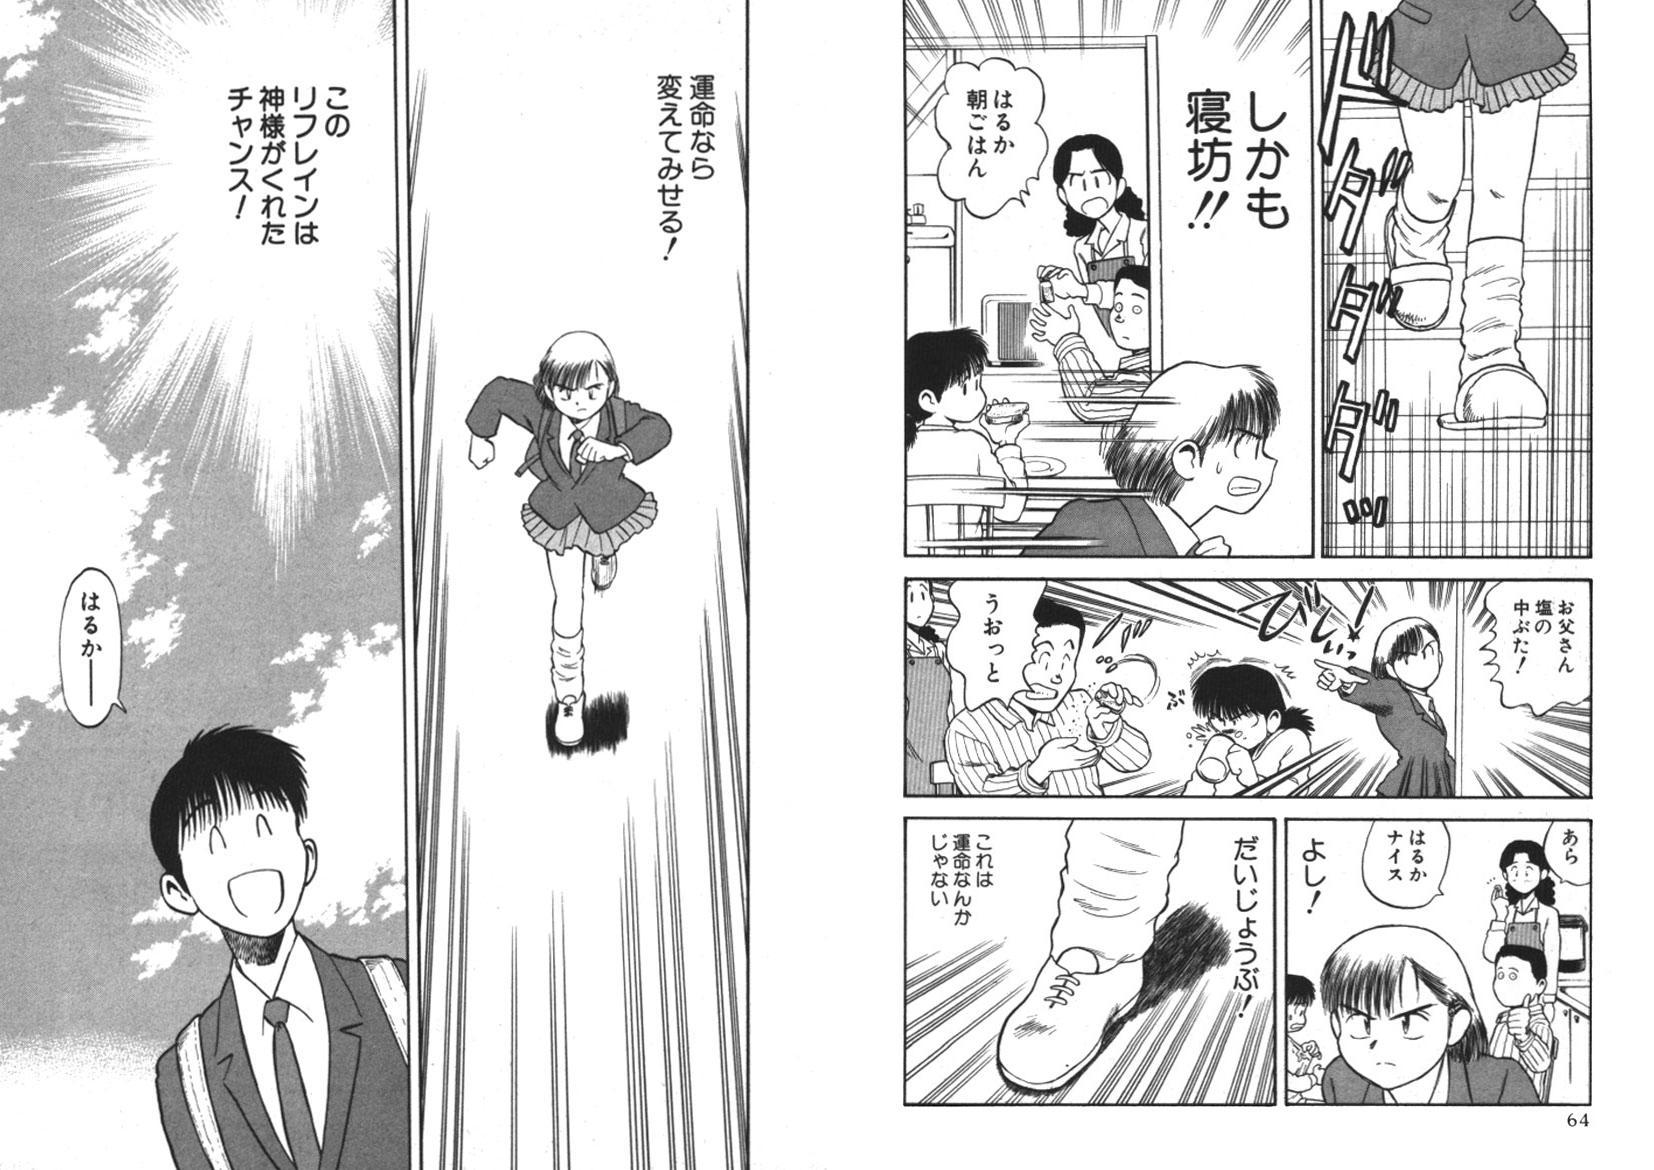 ドダダダダッ
しかも
寝坊!!
はるか
朝ごはん
お父さん
塩の
中ぶた!
びしっ!
ぶ
うおっと
あら
はるか
ナイス
よし!
だいじょうぶ!
これは
運命なんか
じゃない
64
運命なら
変えてみせる!
この
リフレインは
神様がくれた
チャンス!
はるか――